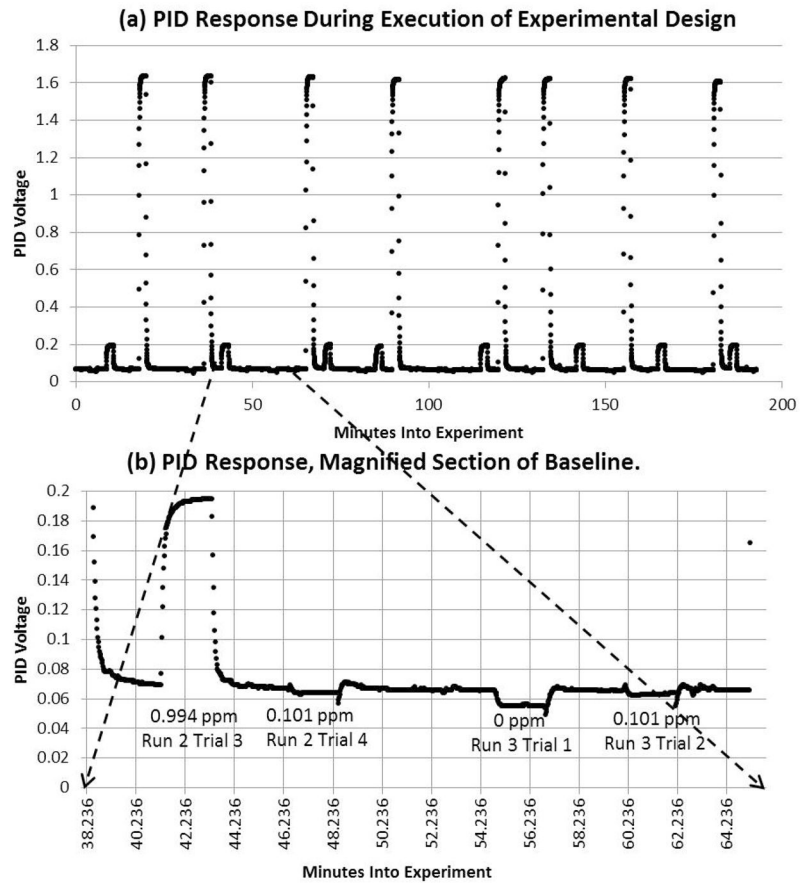 (a) PID Response During Execution of Experimental Design
PID Voltage
1.8
1.6
1.4
1.2
1
0.8
0.6
0.4
0.2
0
0 50 100 150 200
Minutes Into Experiment
(b) PID Response, Magnified Section of Baseline.
PID Voltage
0.2
0.18
0.16
0.14
0.12
0.1
0.08
0.06
0.04
0.02
0
0.994 ppm
Run 2 Trial 3
0.101 ppm
Run 2 Trial 4
0 ppm
Run 3 Trial 1
0.101 ppm
Run 3 Trial 2
38.236 40.236 42.236 44.236 46.236 48.236 50.236 52.236 54.236 56.236 58.236 60.236 62.236 64.236
Minutes Into Experiment